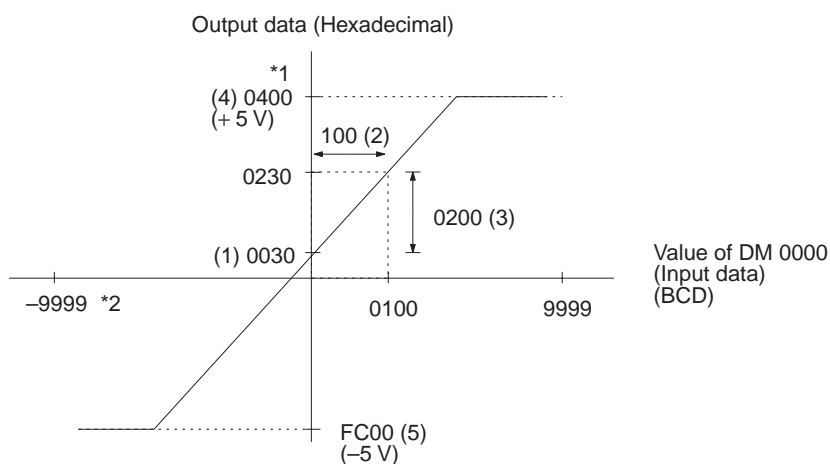 Output data (Hexadecimal)
*1
(4) 0400
(+ 5 V)
100 (2)
0230
0200 (3)
(1) 0030
Value of DM 0000
(Input data)
(BCD)
–9999 *2
0100
9999
FC00 (5)
(–5 V)